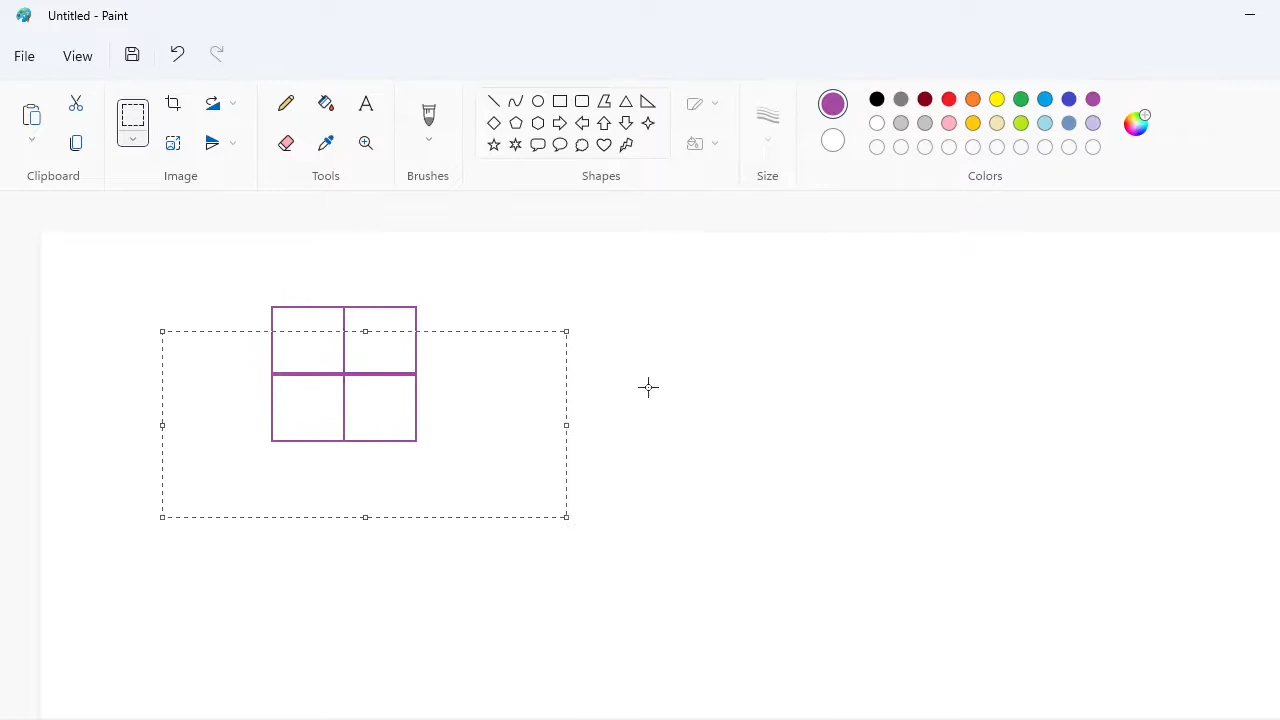 Untitled - Paint
File View
A
Clipboard Image Tools Brushes Shapes Size Colors